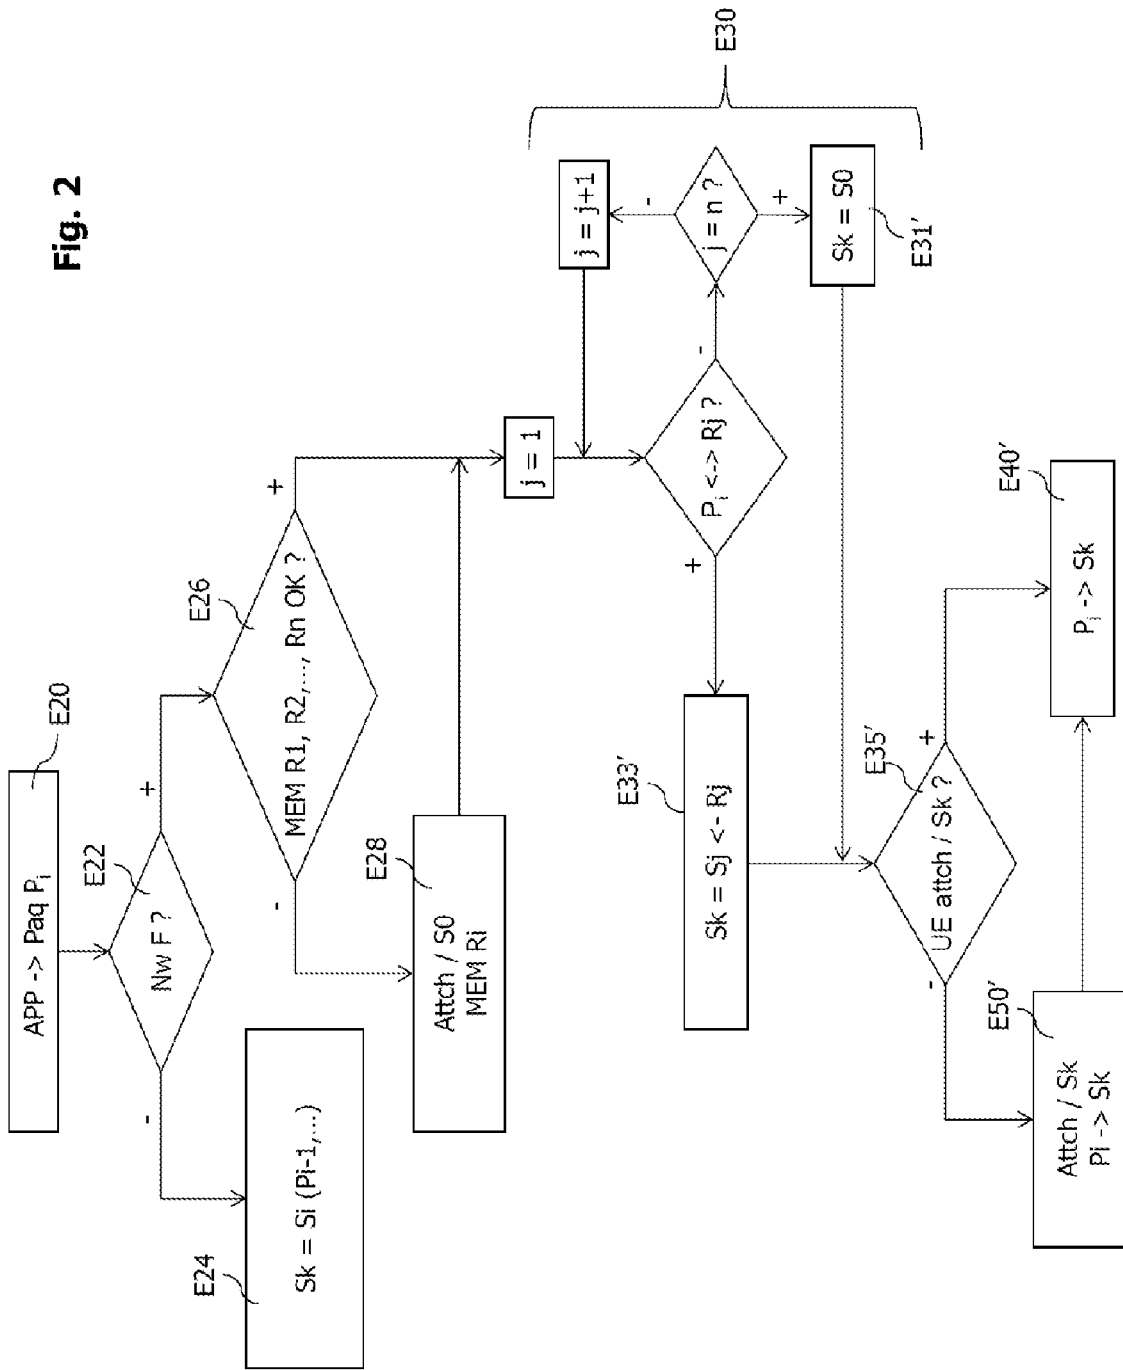 Fig. 2
APP -> Paq Pi
E20
Nw F ?
E22
-
+
Sk = Si (Pi-1,...)
E24
MEM R1, R2,..., Rn OK ?
E26
-
+
Attch / S0
MEM Ri
E28
j = 1
j = j+1
E30
Pi <-> Rj ?
+
-
j = n ?
-
+
Sk = S0
E31'
Sk = Sj <- Rj
E33'
UE attch / Sk ?
E35'
-
+
Attch / Sk
Pi -> Sk
E50'
Pi -> Sk
E40'